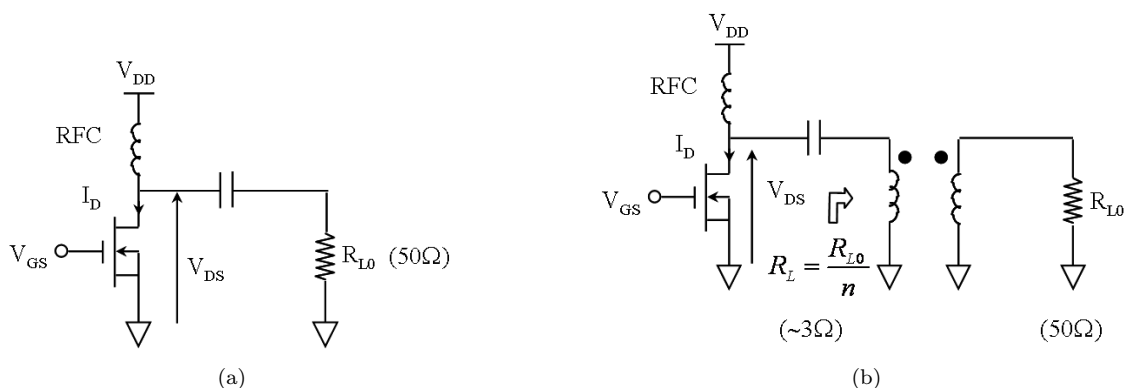 V_DD
RFC
I_D
V_GS
V_DS
R_L0 (50Ω)
(a)
V_DD
RFC
I_D
V_GS
V_DS
R_L = R_L0 / n
R_L0
(~3Ω)
(50Ω)
(b)